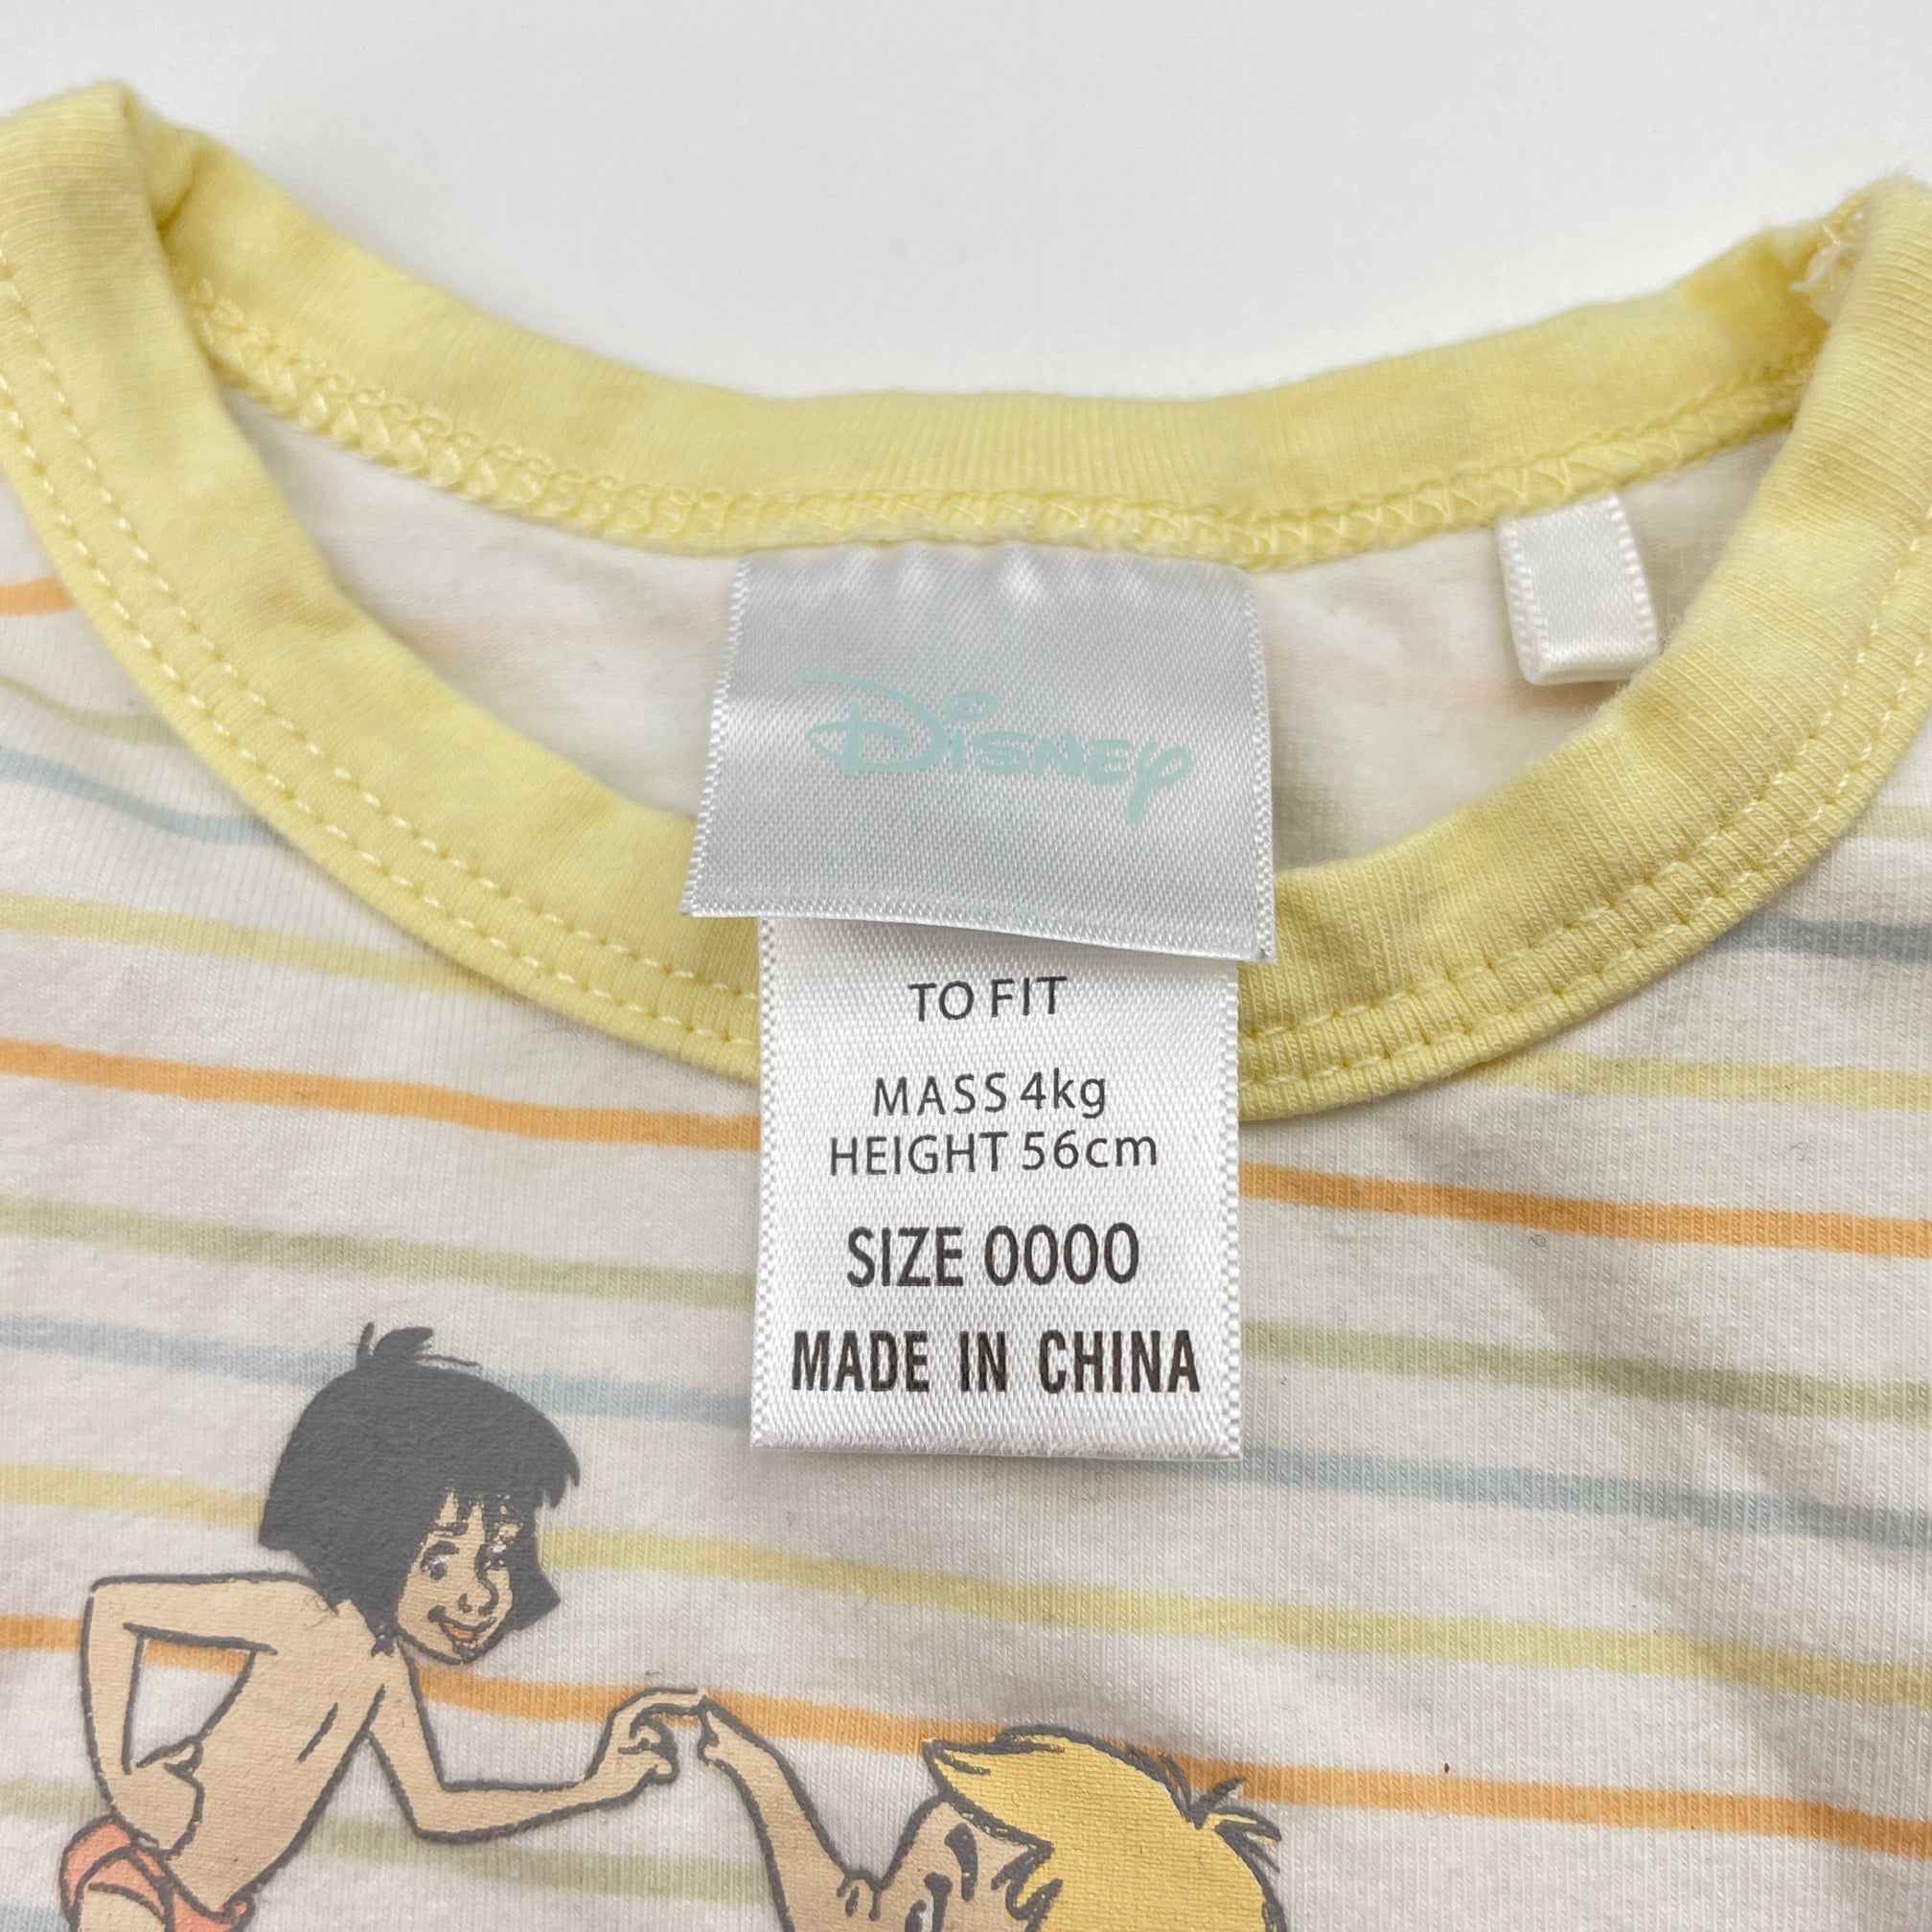 Disney
TO FIT
MASS 4kg
HEIGHT 56cm
SIZE 0000
MADE IN CHINA